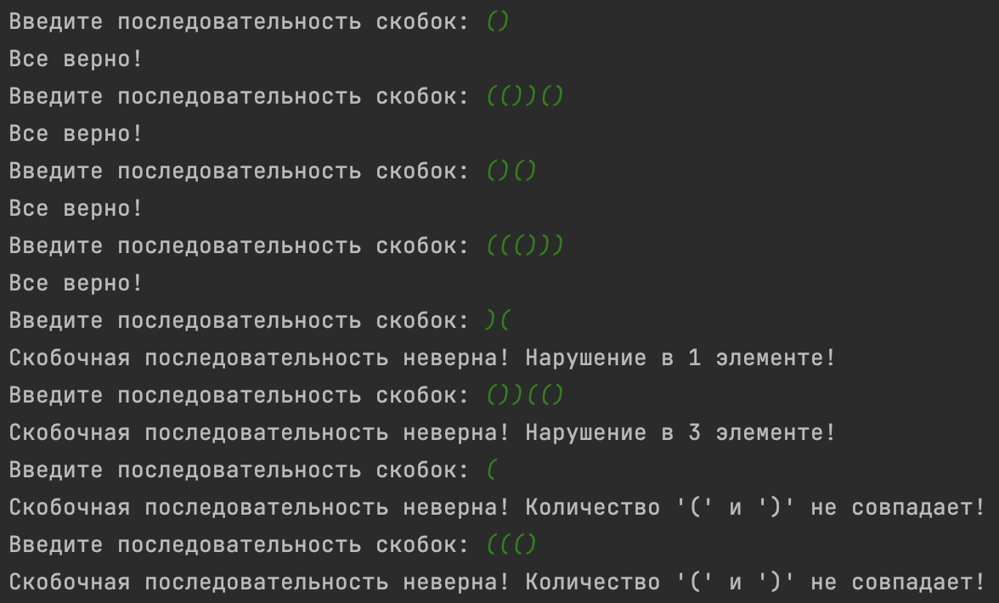 Введите последовательность скобок: ()
Все верно!
Введите последовательность скобок: (())()
Все верно!
Введите последовательность скобок: ()()
Все верно!
Введите последовательность скобок: ((()))
Все верно!
Введите последовательность скобок: )(
Скобочная последовательность неверна! Нарушение в 1 элементе!
Введите последовательность скобок: ())(()
Скобочная последовательность неверна! Нарушение в 3 элементе!
Введите последовательность скобок: (
Скобочная последовательность неверна! Количество '(' и ')' не совпадает!
Введите последовательность скобок: ((()
Скобочная последовательность неверна! Количество '(' и ')' не совпадает!